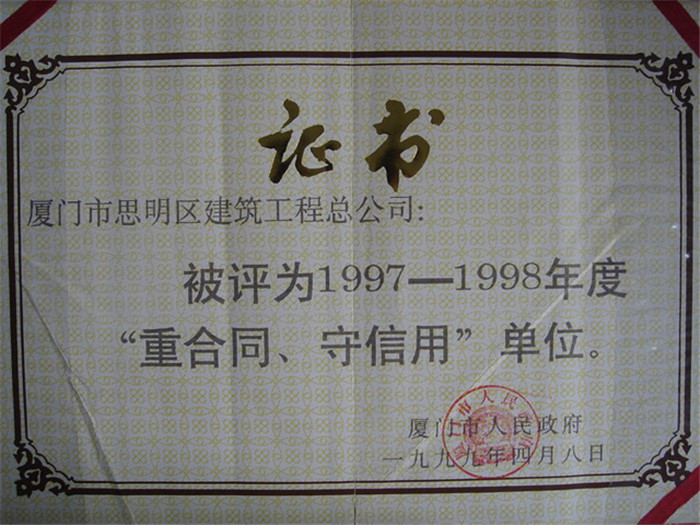 证书
厦门市思明区建筑工程总公司:
被评为1997—1998年度
“重合同、守信用”单位。
厦门市人民政府
一九九九年四月八日